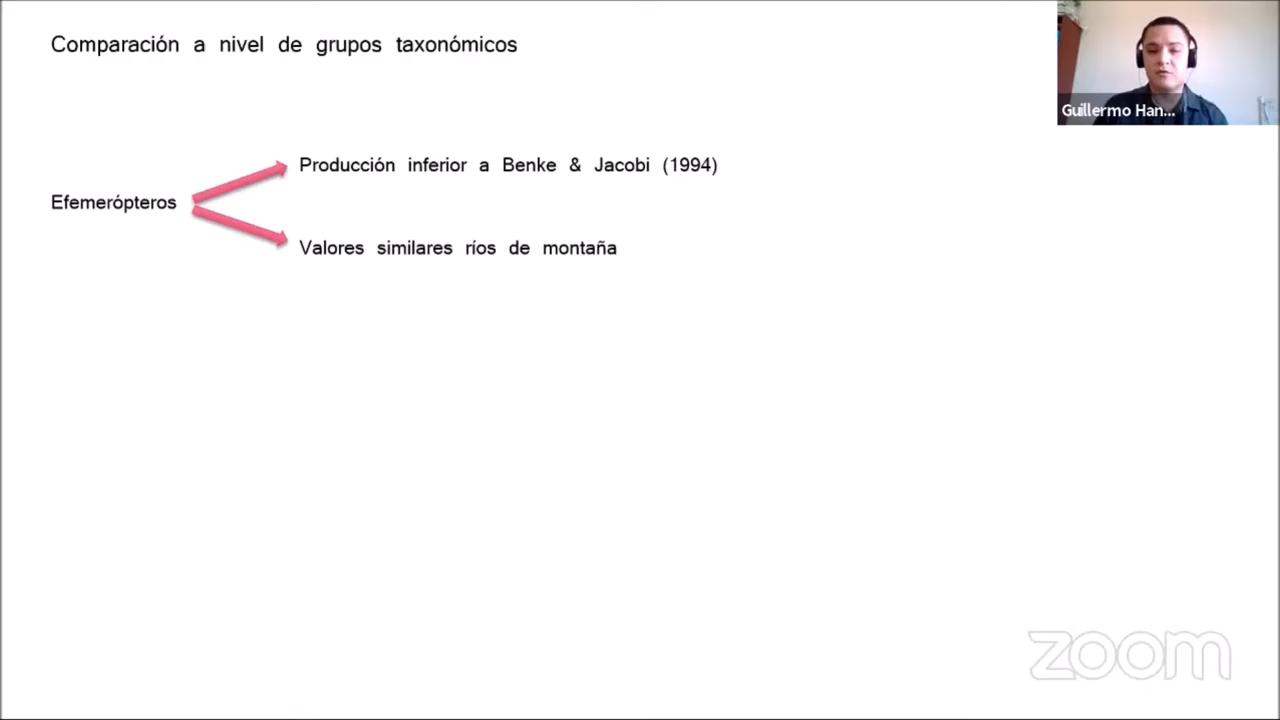 Comparación a nivel de grupos taxonómicos
Guillermo Han...
Producción inferior a Benke & Jacobi (1994)
Efemerópteros
Valores similares ríos de montaña
zoom